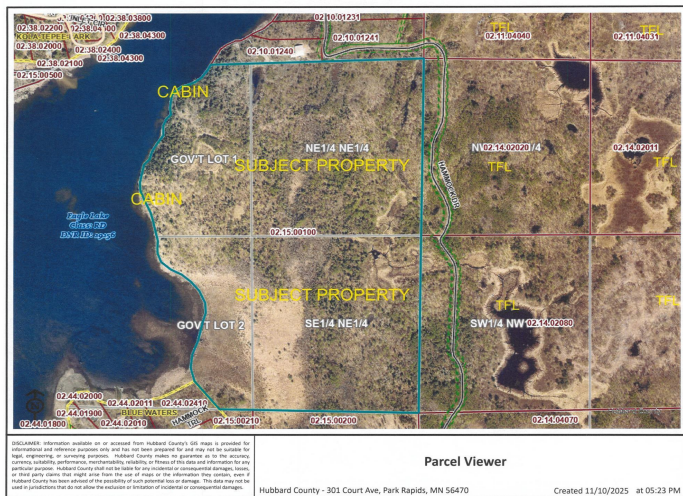 02.38.03800
02.38.02200
KOLA TEPEE PARK
02.38.02000
02.38.02400
02.38.04300
02.38.02100
02.38.04300
02.15.00500
02.10.01231
02.10.01241
02.10.01240
TFL
02.11.04040
TFL
02.11.04031
CABIN
GOV'T LOT 1
NE1/4 NE1/4
SUBJECT PROPERTY
HAMMOCK DR
02.14.02020
TFL
02.14.02011
TFL
CABIN
Eagle Lake
Class: RD
DNR ID: 29256
02.15.00100
SUBJECT PROPERTY
GOV'T LOT 2
SE1/4 NE1/4
TFL
SW1/4 NW
02.14.02080
TFL
02.44.02000
02.44.02011
02.44.02410
02.44.01900
BLUE WATERS
HAMMOCK
TRL
02.44.01800
02.44.02010
02.15.00210
02.15.00200
02.14.04070
DISCLAIMER: Information available on or accessed from Hubbard County's GIS maps is provided for
informational and reference purposes only and has not been prepared for and may not be suitable for
legal, engineering, or surveying purposes. Hubbard County makes no guarantee as to the accuracy,
currency, suitability, performance, merchantability, reliability, or fitness of this data and information for any
particular purpose. Hubbard County shall not be liable for any incidental or consequential damages, losses,
or third party claims that might arise from the use of maps or the information they contain, even if
Hubbard County has been advised of the possibility of such potential loss or damage. This data may not be
used in jurisdictions that do not allow the exclusion or limitation of incidental or consequential damages.
Parcel Viewer
Hubbard County - 301 Court Ave, Park Rapids, MN 56470
Created 11/10/2025 at 05:23 PM